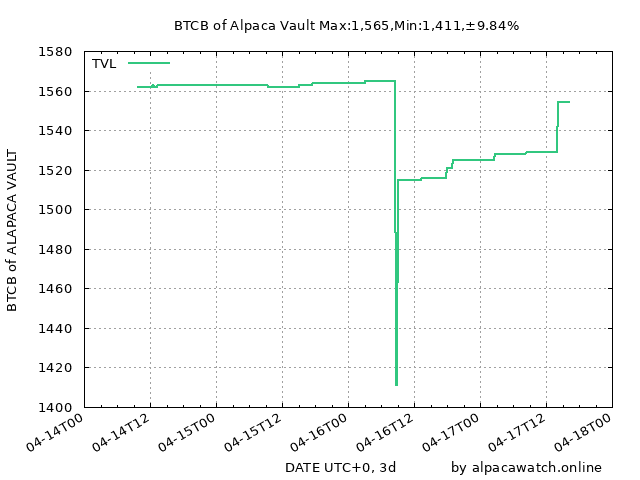 BTCB of Alpaca Vault Max:1,565,Min:1,411,±9.84%
TVL
1580
1560
1540
1520
1500
1480
1460
1440
1420
1400
BTCB of ALAPACA VAULT
04-14T00
04-14T12
04-15T00
04-15T12
04-16T00
04-16T12
04-17T00
04-17T12
04-18T00
DATE UTC+0, 3d
by alpacawatch.online